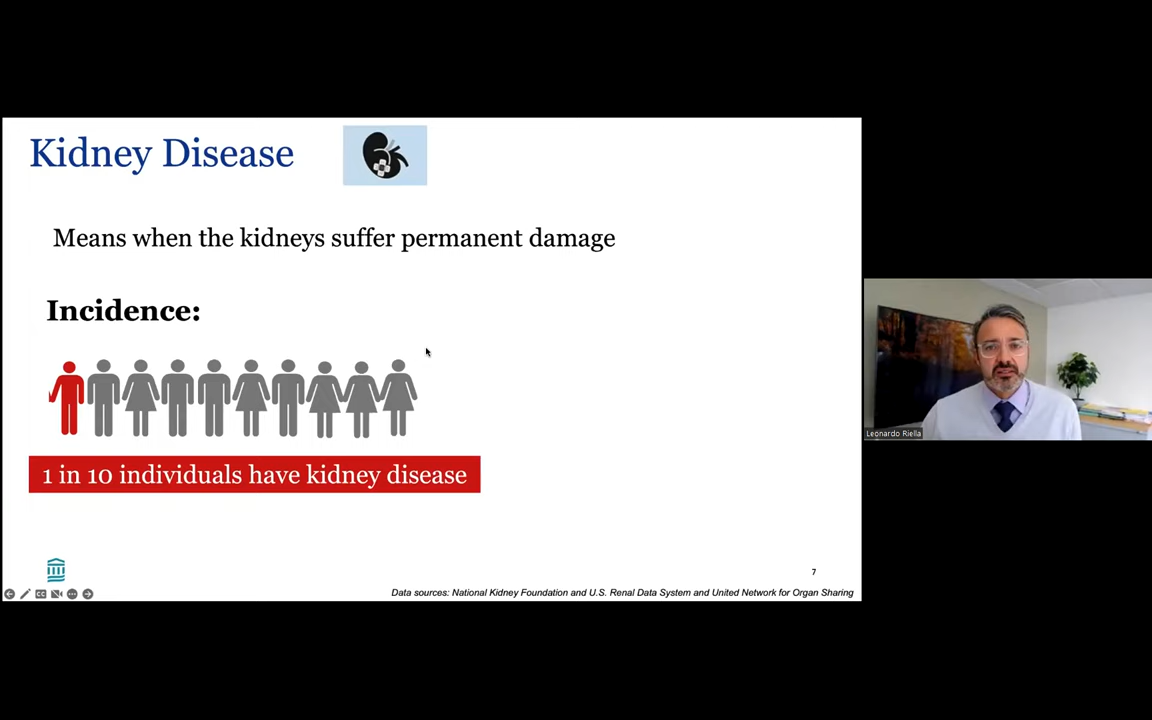 Kidney Disease
Means when the kidneys suffer permanent damage
Incidence:
1 in 10 individuals have kidney disease
7
Data sources: National Kidney Foundation and U.S. Renal Data System and United Network for Organ Sharing
Leonardo Riella